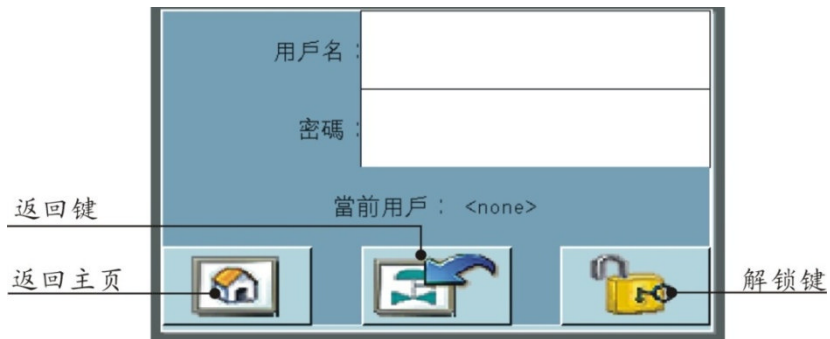 用戶名：
密碼：
當前用戶： <none>
返回键
返回主页
解锁键